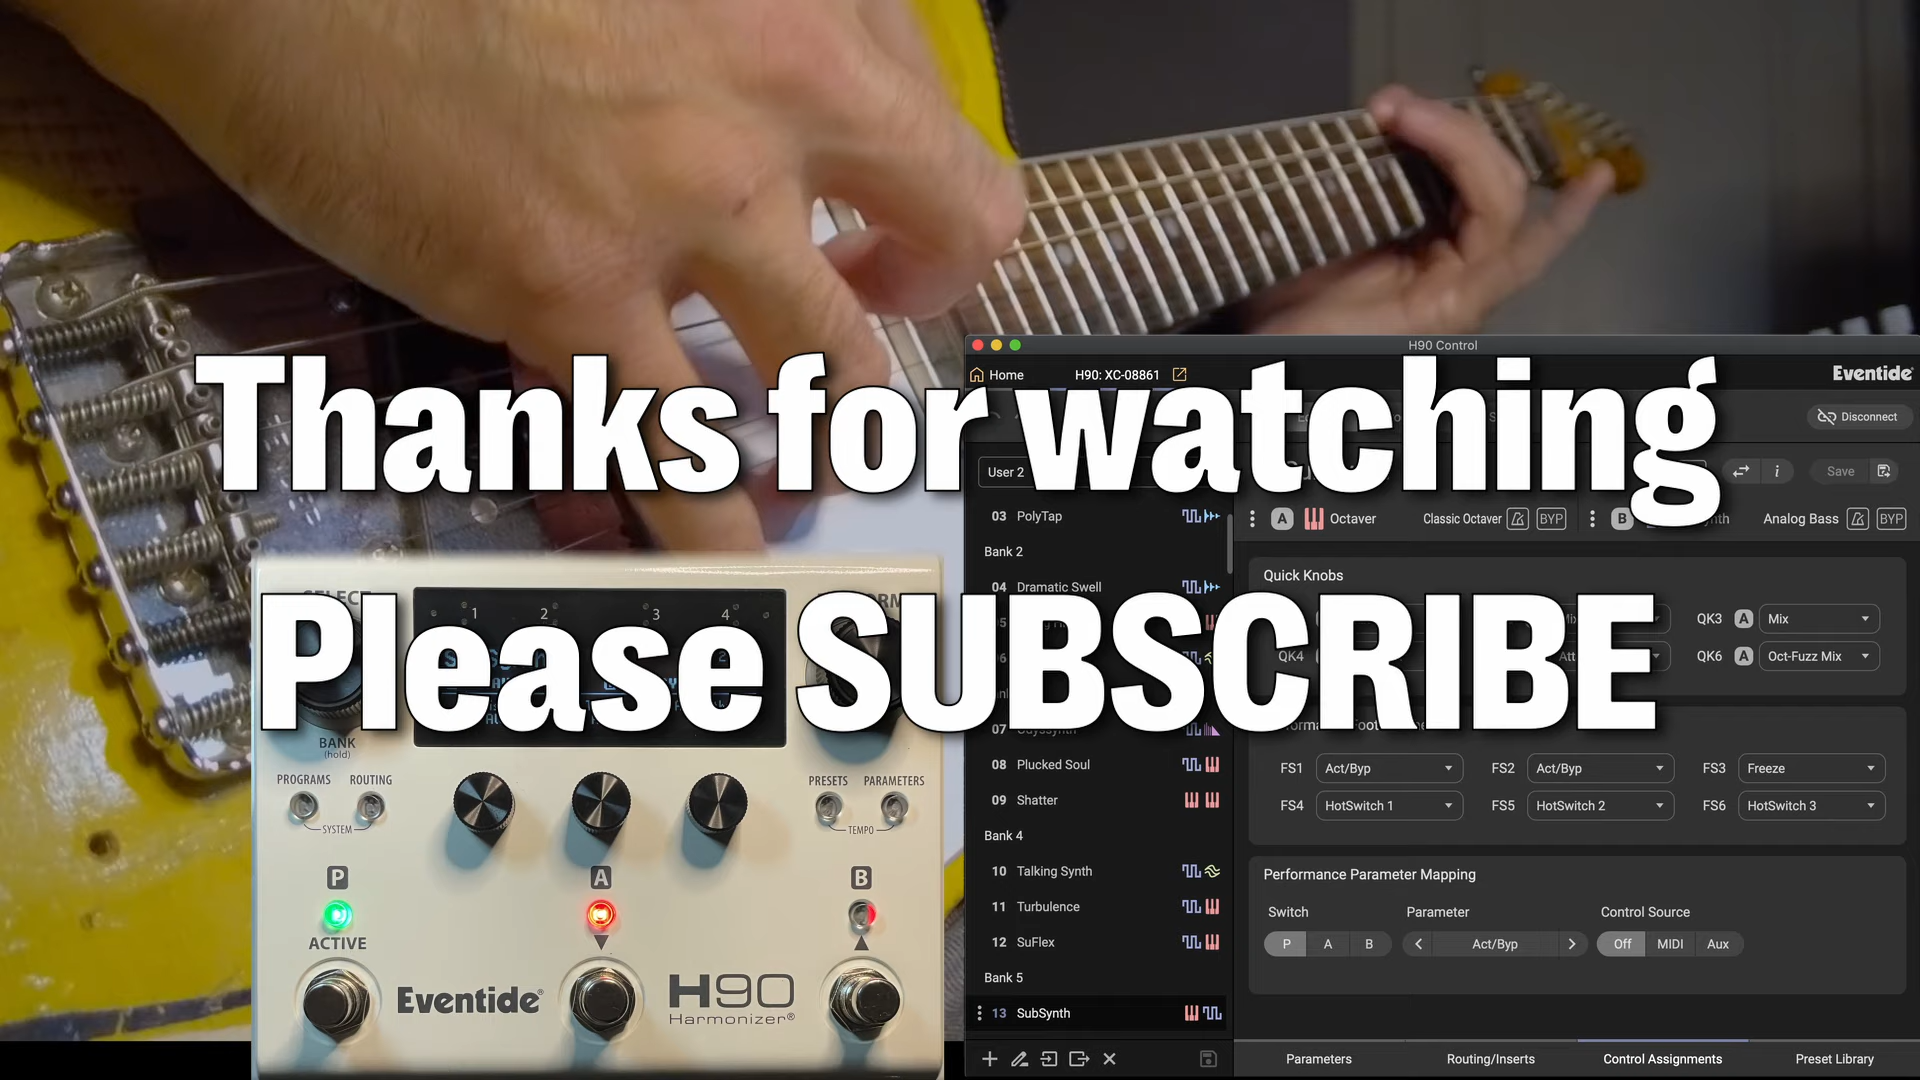 H90 Control
Home H90: XC-08861 Eventide
Disconnect
Thanks for watching
User 2
Save
03 PolyTap
A Octaver Classic Octaver BYP B Analog Bass BYP
Bank 2
Quick Knobs
04 Dramatic Swell
Please SUBSCRIBE
SELECT
1 2 3 4
QK3 A Mix
QK4
QK6 A Oct-Fuzz Mix
BANK
(hold)
07
08 Plucked Soul
09 Shatter
Bank 4
10 Talking Synth
11 Turbulence
12 SuFlex
Bank 5
13 SubSynth
FS1 Act/Byp FS2 Act/Byp FS3 Freeze
FS4 HotSwitch 1 FS5 HotSwitch 2 FS6 HotSwitch 3
Performance Parameter Mapping
Switch Parameter Control Source
P A B Act/Byp Off MIDI Aux
Parameters Routing/Inserts Control Assignments Preset Library
PROGRAMS ROUTING PRESETS PARAMETERS
SYSTEM TEMPO
P A B
ACTIVE
Eventide® H90
Harmonizer®